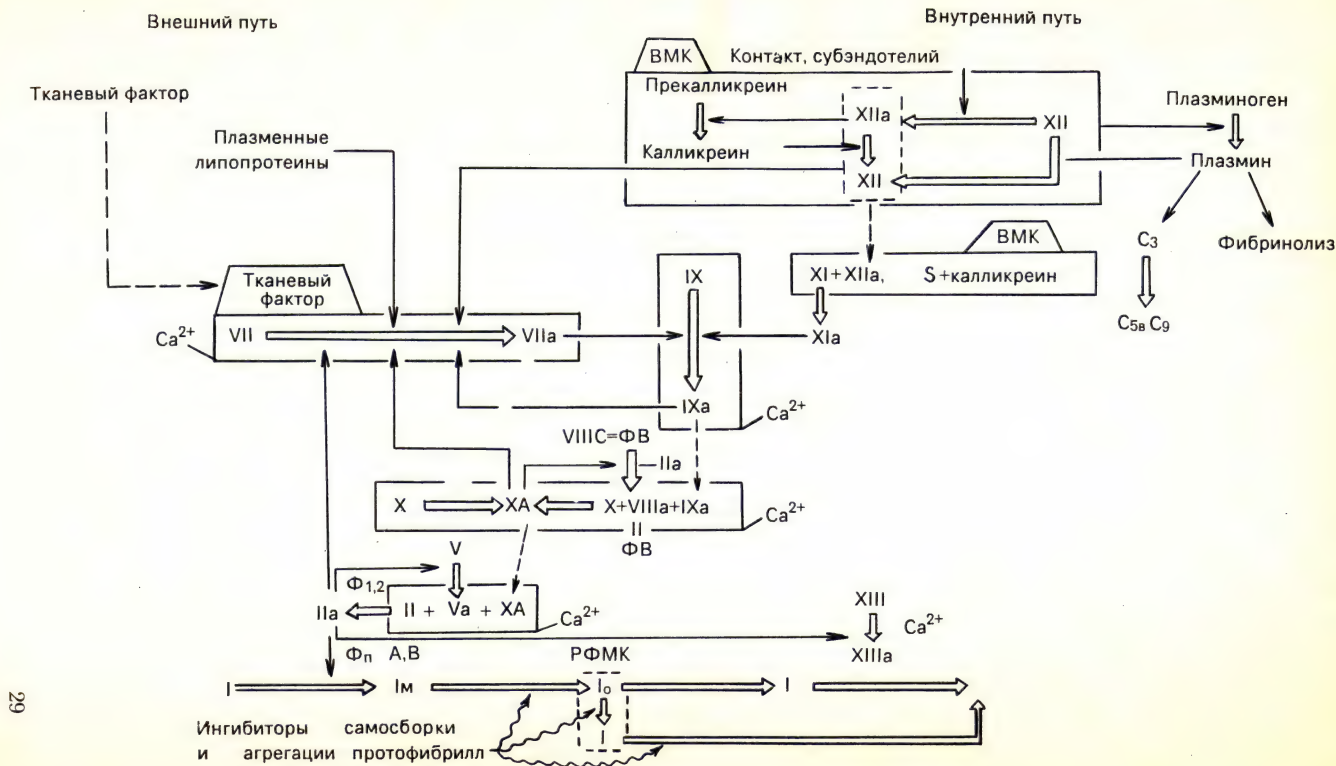 Внешний путь
Внутренний путь
ВМК
Контакт, субэндотелий
ВМК
Тканевый фактор
Прекалликреин
Плазменные
липопротеины
XIIa
XII
Плазминоген
Калликреин
Плазмин
XII
C3
Фибринолиз
ВМК
XI+XIIa, S+калликреин
C5в C9
Тканевый
фактор
IX
Ca2+
VII
VIIa
XIa
IXa
Ca2+
VIIIC=ФВ
IIa
X
XA
X+VIIIa+IXa
Ca2+
II
ФВ
V
Ф1,2
IIa
II + Va + XA
Ca2+
XIII
Ca2+
XIIIa
Фп
А,В
РФМК
I
Iм
Io
I
I
Ингибиторы самосборки
и агрегации протофибрилл
29